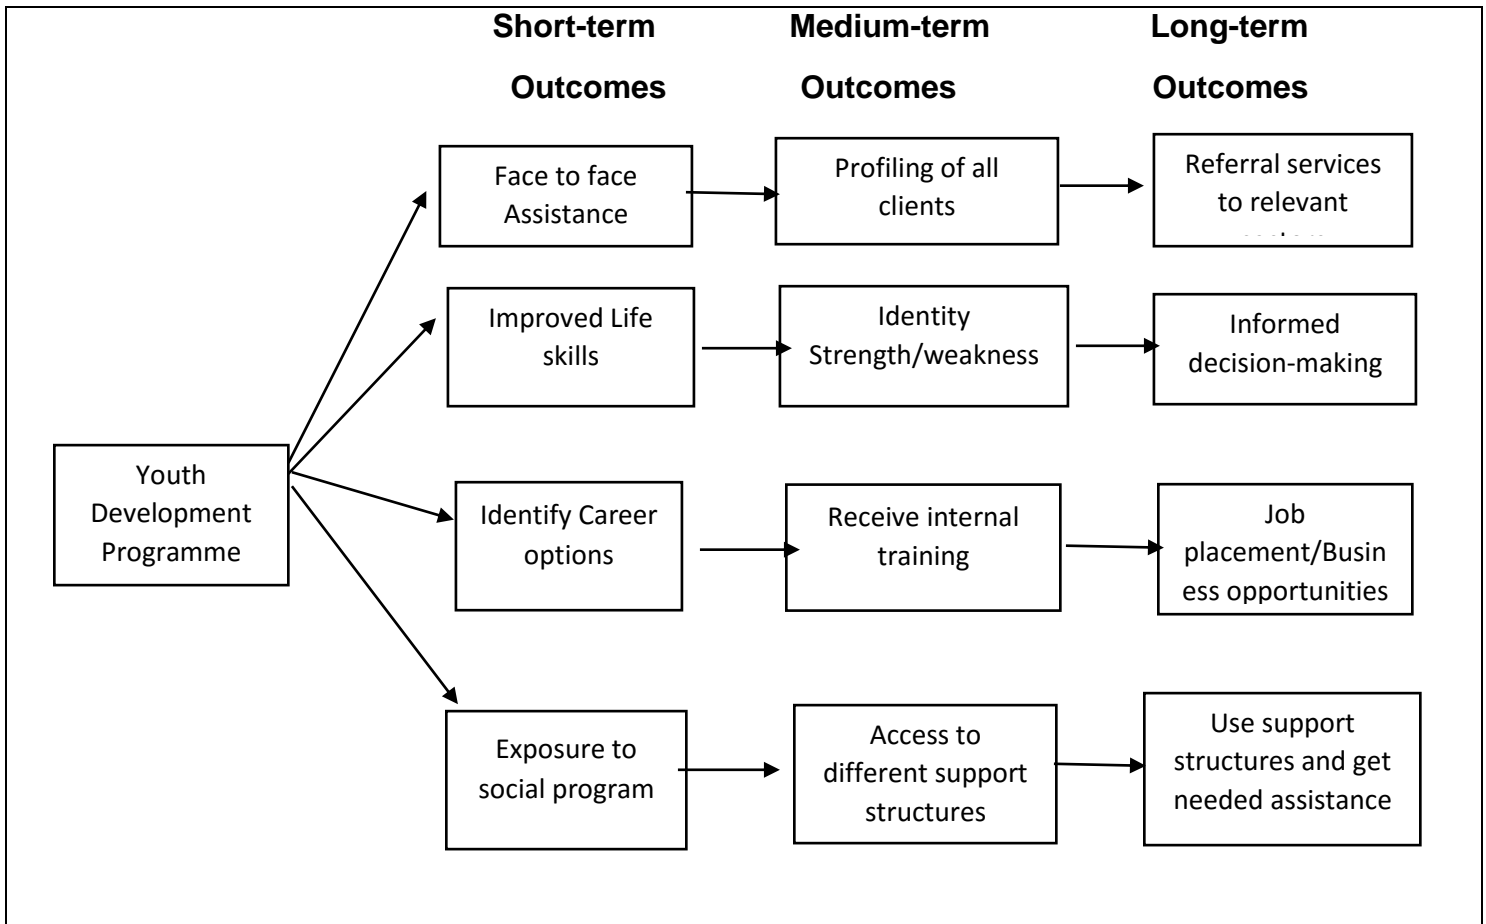 Short-term
Outcomes
Medium-term
Outcomes
Long-term
Outcomes
Face to face
Assistance
Profiling of all
clients
Referral services
to relevant
Improved Life
skills
Identity
Strength/weakness
Informed
decision-making
Youth
Development
Programme
Identify Career
options
Receive internal
training
Job
placement/Busin
ess opportunities
Exposure to
social program
Access to
different support
structures
Use support
structures and get
needed assistance